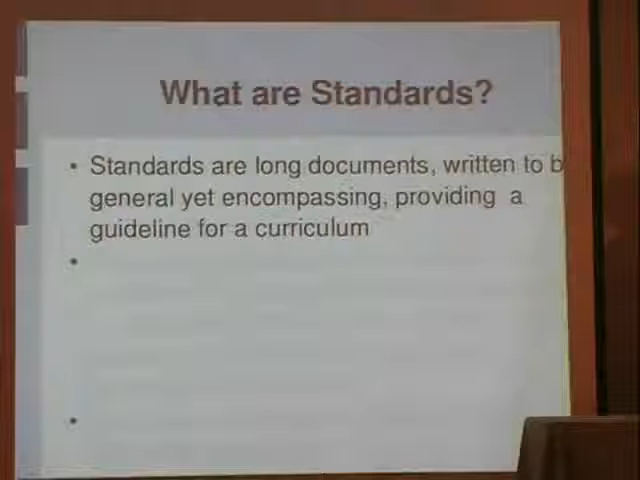 What are Standards?
• Standards are long documents, written to b
general yet encompassing, providing a
guideline for a curriculum
•
•